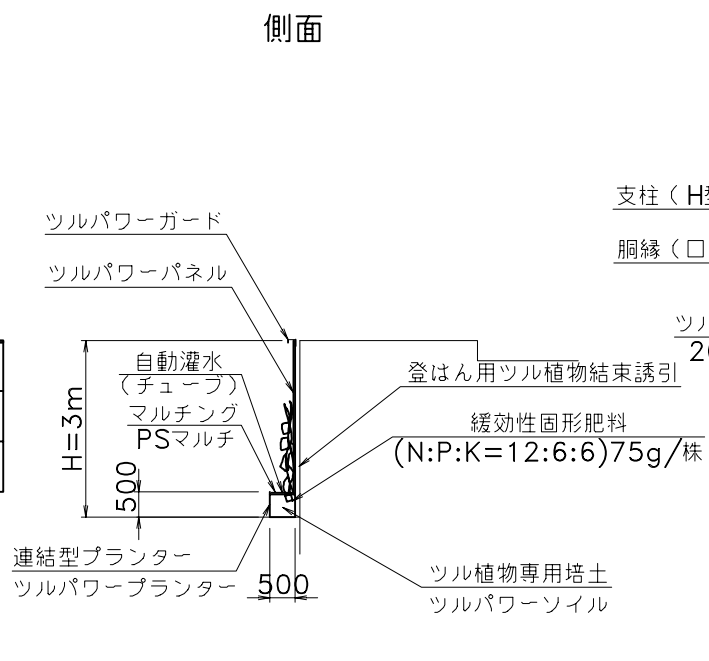 側面
支柱（H型
胴縁（口
ツル
20
ツルパワーガード
ツルパワーパネル
自動灌水
（チューブ）
マルチング
PSマルチ
H=3m
500
登はん用ツル植物結束誘引
緩効性固形肥料
(N:P:K=12:6:6)75g/株
連結型プランター
ツルパワープランター
500
ツル植物専用培土
ツルパワーソイル